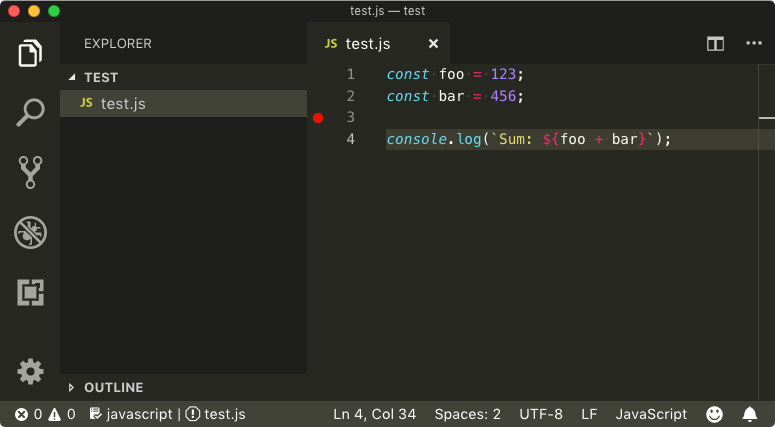 test.js — test
EXPLORER
TEST
JS test.js
OUTLINE
JS test.js
1 const foo = 123;
2 const bar = 456;
3
4 console.log(`Sum: ${foo + bar}`);
0 0 javascript | test.js Ln 4, Col 34 Spaces: 2 UTF-8 LF JavaScript